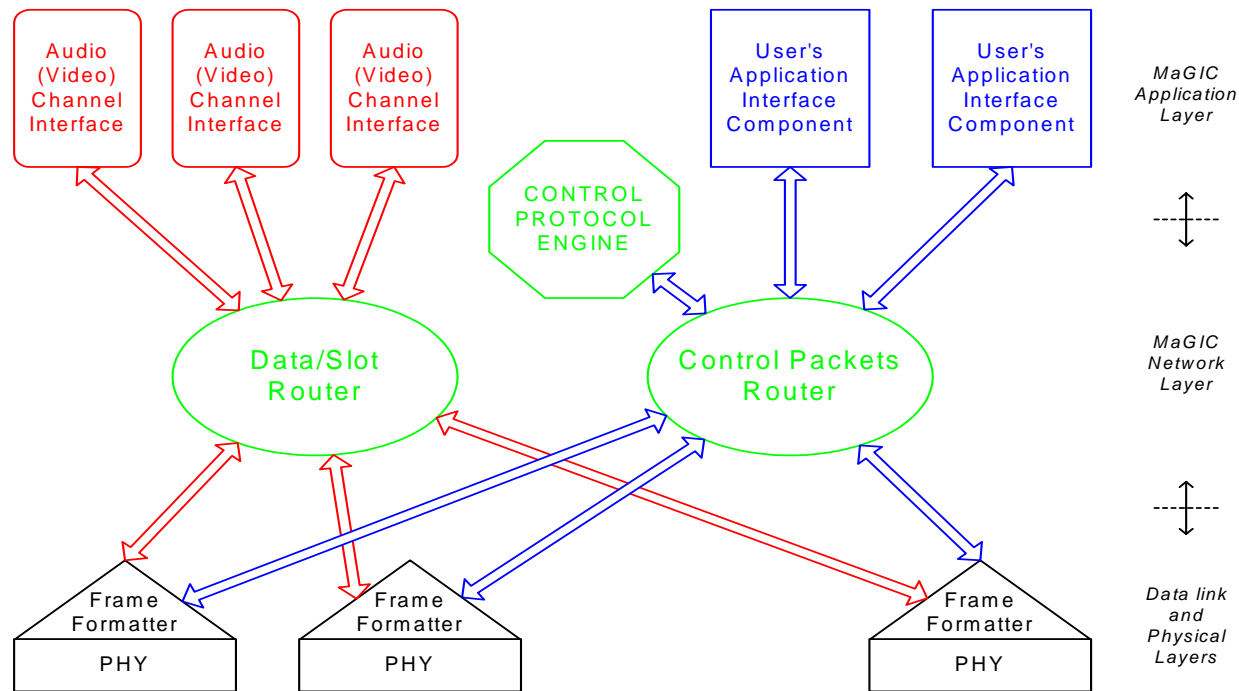 Audio
(Video)
Channel
Interface
Audio
(Video)
Channel
Interface
Audio
(Video)
Channel
Interface
User's
Application
Interface
Component
User's
Application
Interface
Component
MaGIC
Application
Layer
CONTROL
PROTOCOL
ENGINE
Data/Slot
Router
Control Packets
Router
MaGIC
Network
Layer
Frame
Formatter
PHY
Frame
Formatter
PHY
Frame
Formatter
PHY
Data link
and
Physical
Layers